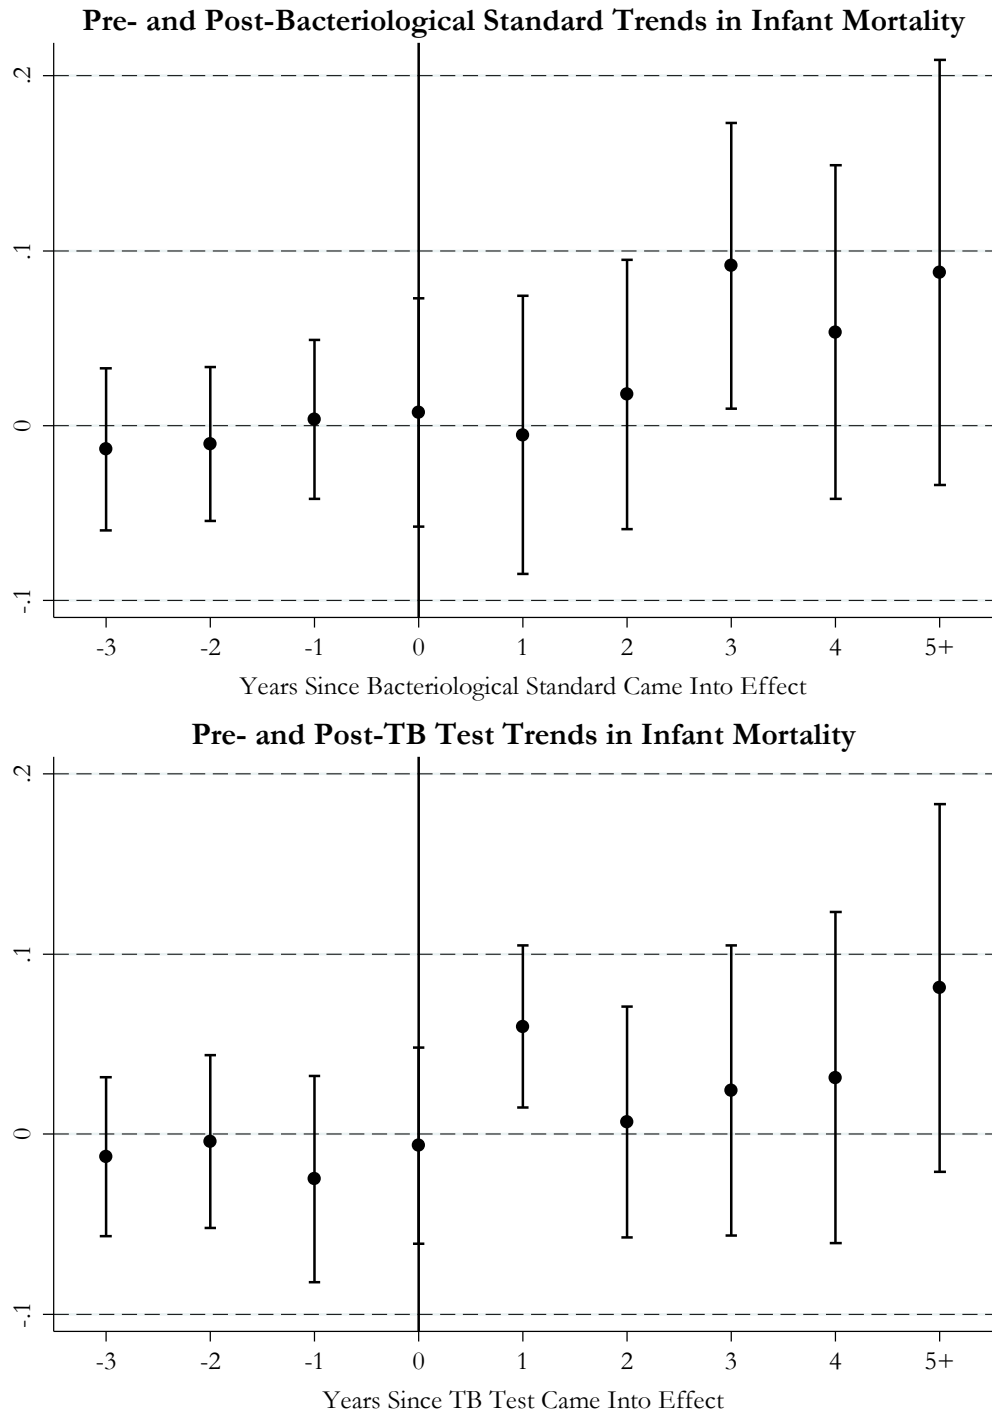 Pre- and Post-Bacteriological Standard Trends in Infant Mortality
.2
.1
0
-.1
-3 -2 -1 0 1 2 3 4 5+
Years Since Bacteriological Standard Came Into Effect
Pre- and Post-TB Test Trends in Infant Mortality
.2
.1
0
-.1
-3 -2 -1 0 1 2 3 4 5+
Years Since TB Test Came Into Effect